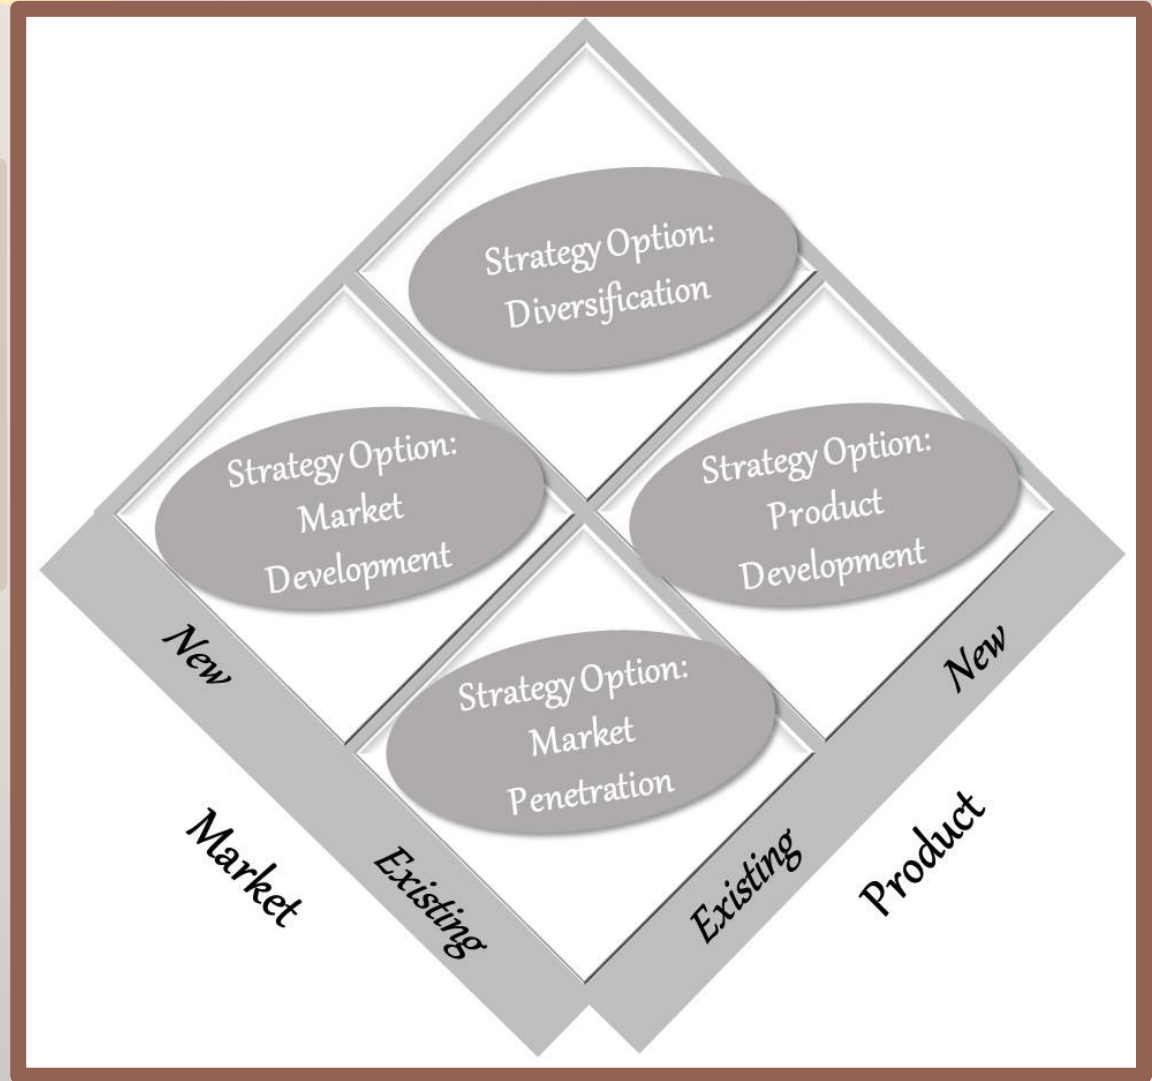 Strategy Option:
Diversification
Strategy Option:
Market
Development
Strategy Option:
Product
Development
Strategy Option:
Market
Penetration
New
Existing
Market
New
Existing
Product